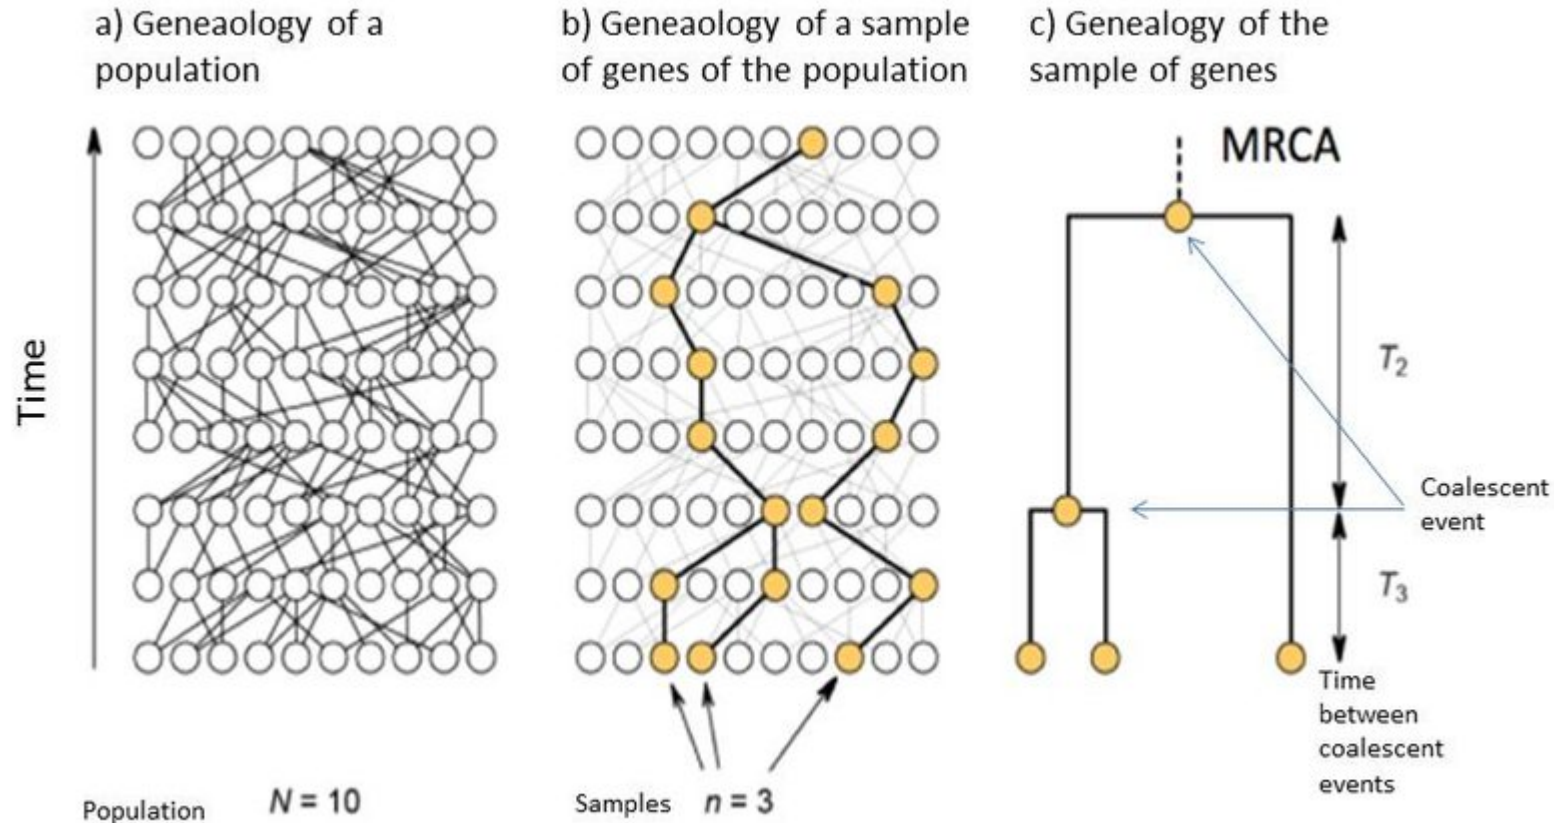 a) Geneaology of a
population
b) Geneaology of a sample
of genes of the population
c) Genealogy of the
sample of genes
MRCA
Time
T2
Coalescent
event
T3
Time
between
coalescent
events
Population N = 10
Samples n = 3